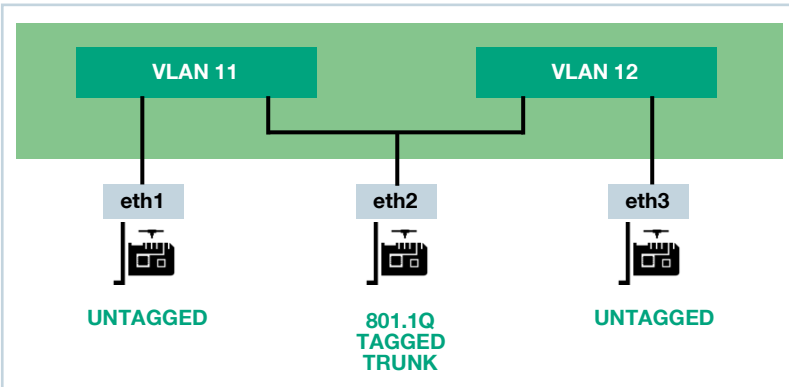 VLAN 11
VLAN 12
eth1
eth2
eth3
UNTAGGED
801.1Q
TAGGED
TRUNK
UNTAGGED